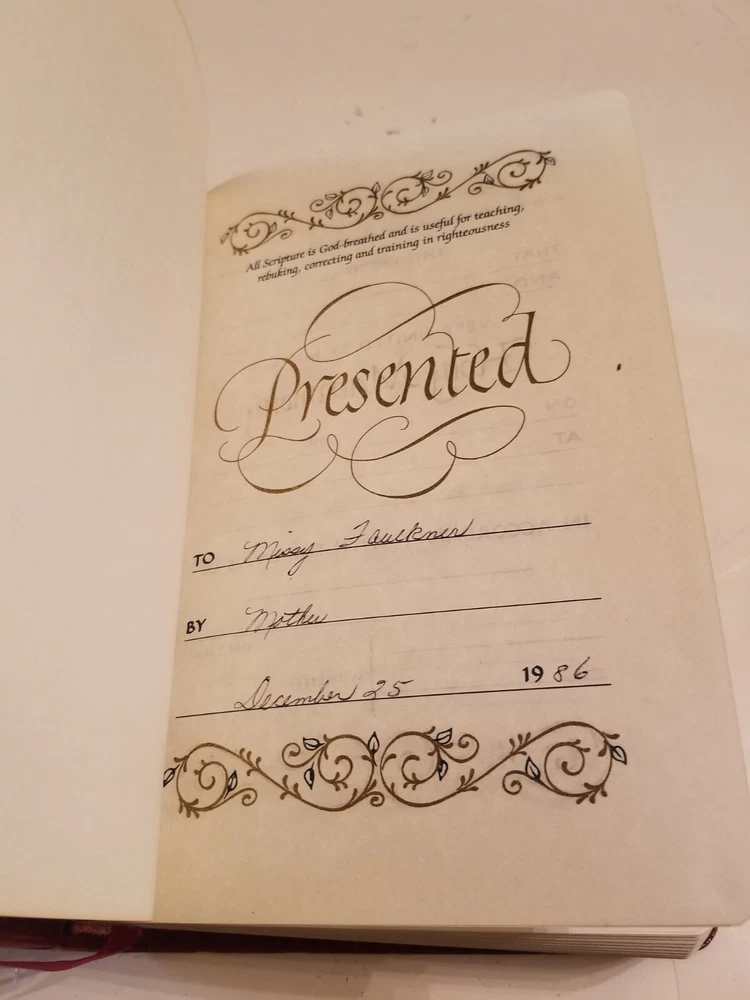 All Scripture is God-breathed and is useful for teaching,
rebuking, correcting and training in righteousness
Presented
TO Missy Faulkner
BY Mother
December 25 1986